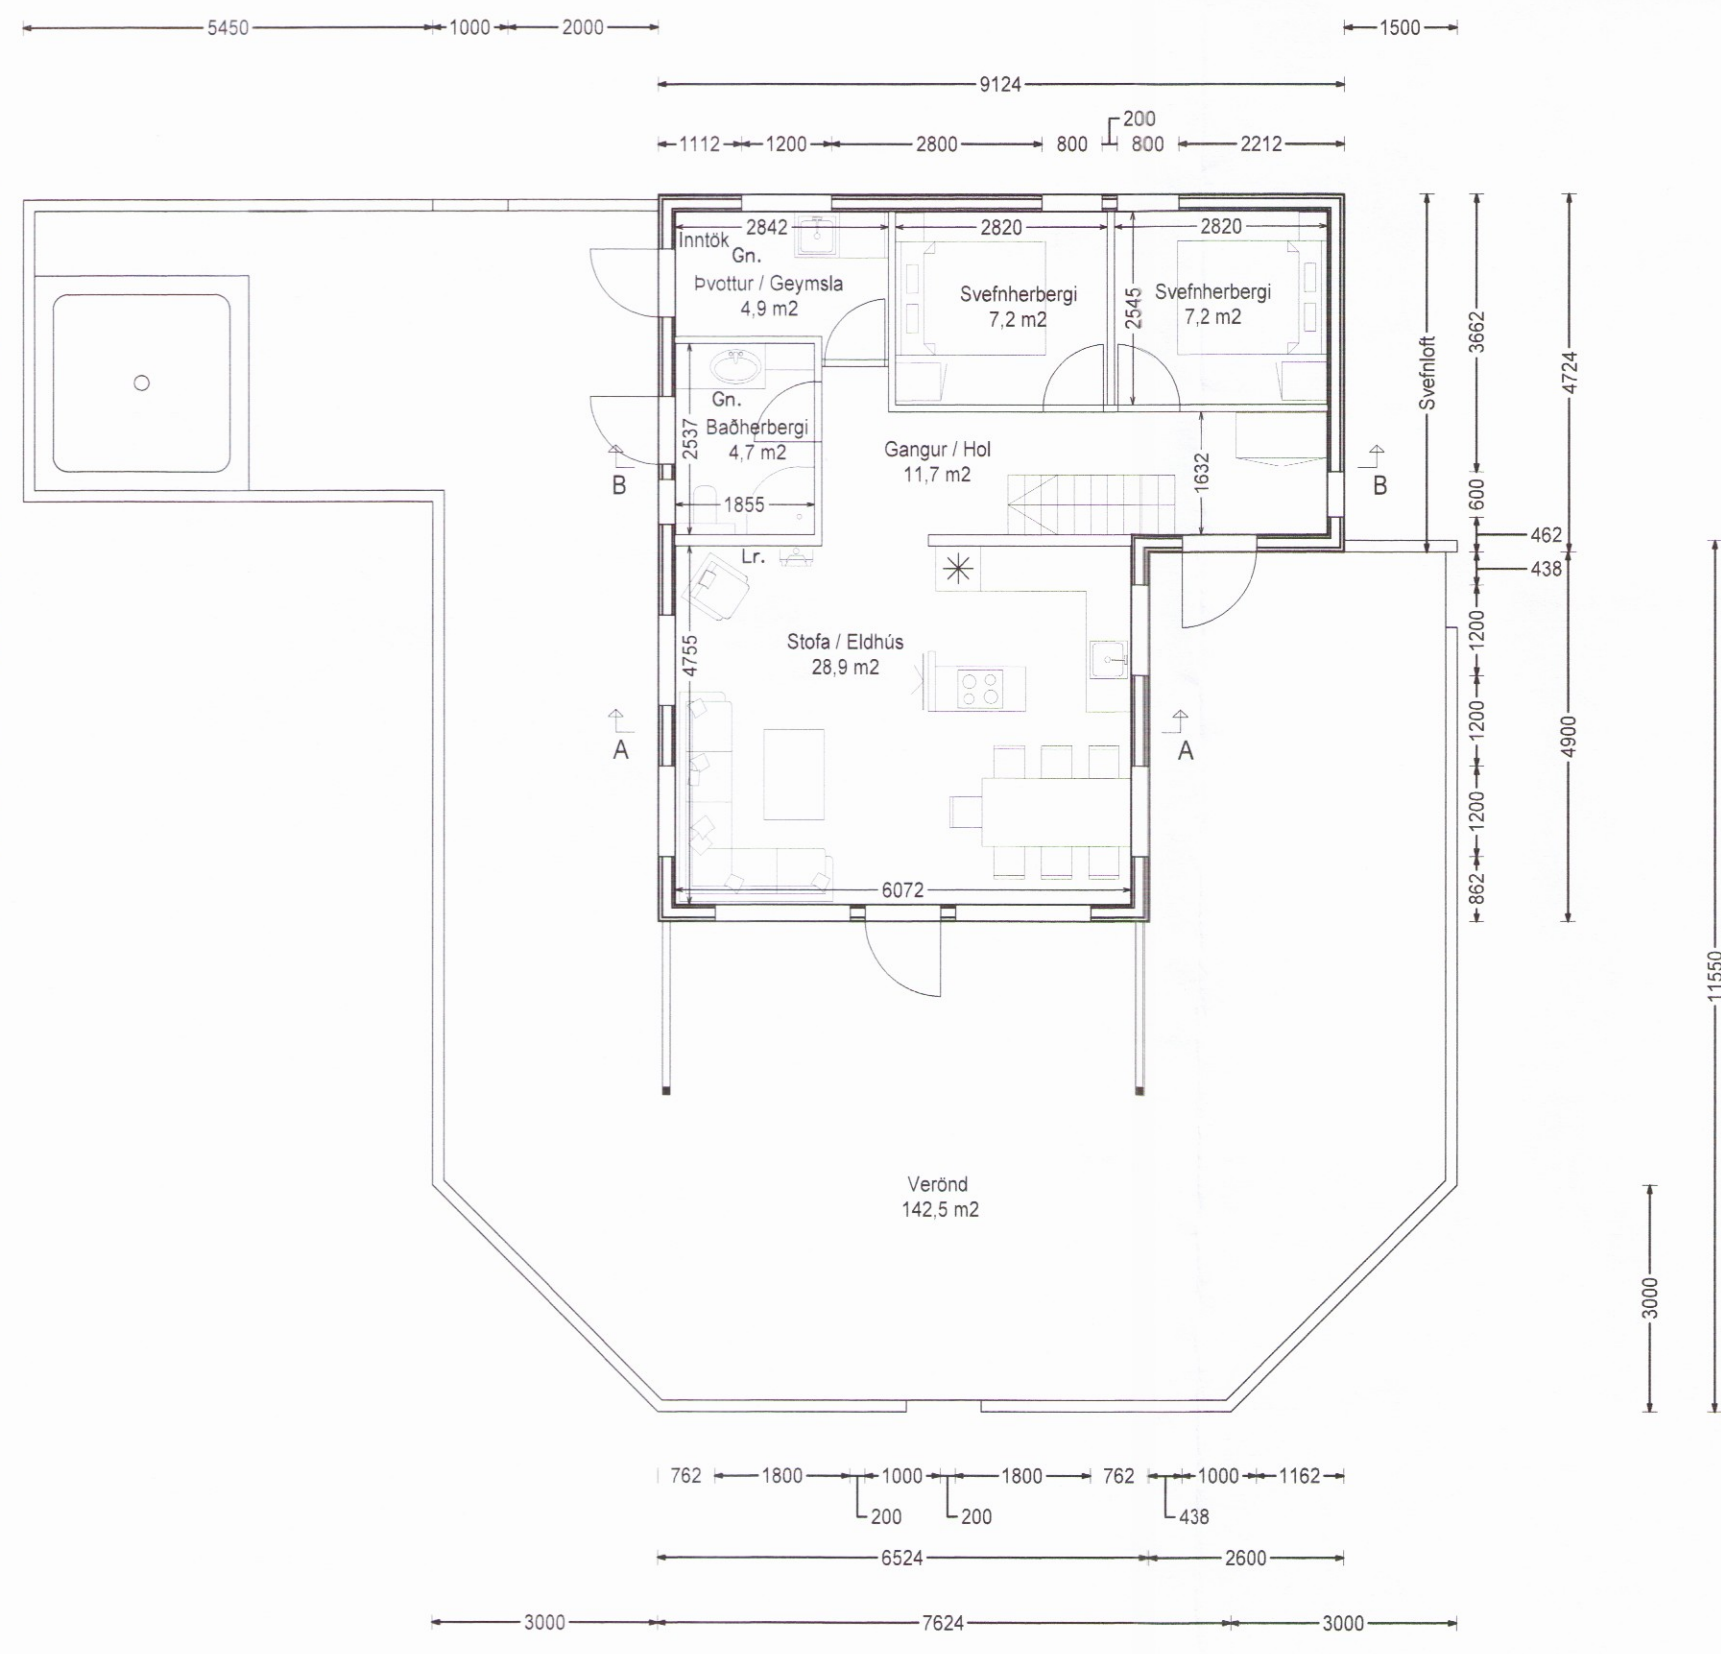 5450
1000
2000
1500
9124
200
1112
1200
2800
800
800
2212
2842
2820
2820
Inntök
Gn.
Þvottur / Geymsla
4,9 m2
Svefnherbergi
7,2 m2
2545
Svefnherbergi
7,2 m2
Svefnloft
3662
4724
Gn.
Baðherbergi
4,7 m2
2537
1855
Gangur / Hol
11,7 m2
1632
B
B
600
462
438
Lr.
4755
Stofa / Eldhús
28,9 m2
A
A
1200
1200
1200
862
4900
11550
6072
Verönd
142,5 m2
3000
762
1800
1000
1800
762
1000
1162
200
200
438
6524
2600
3000
7624
3000